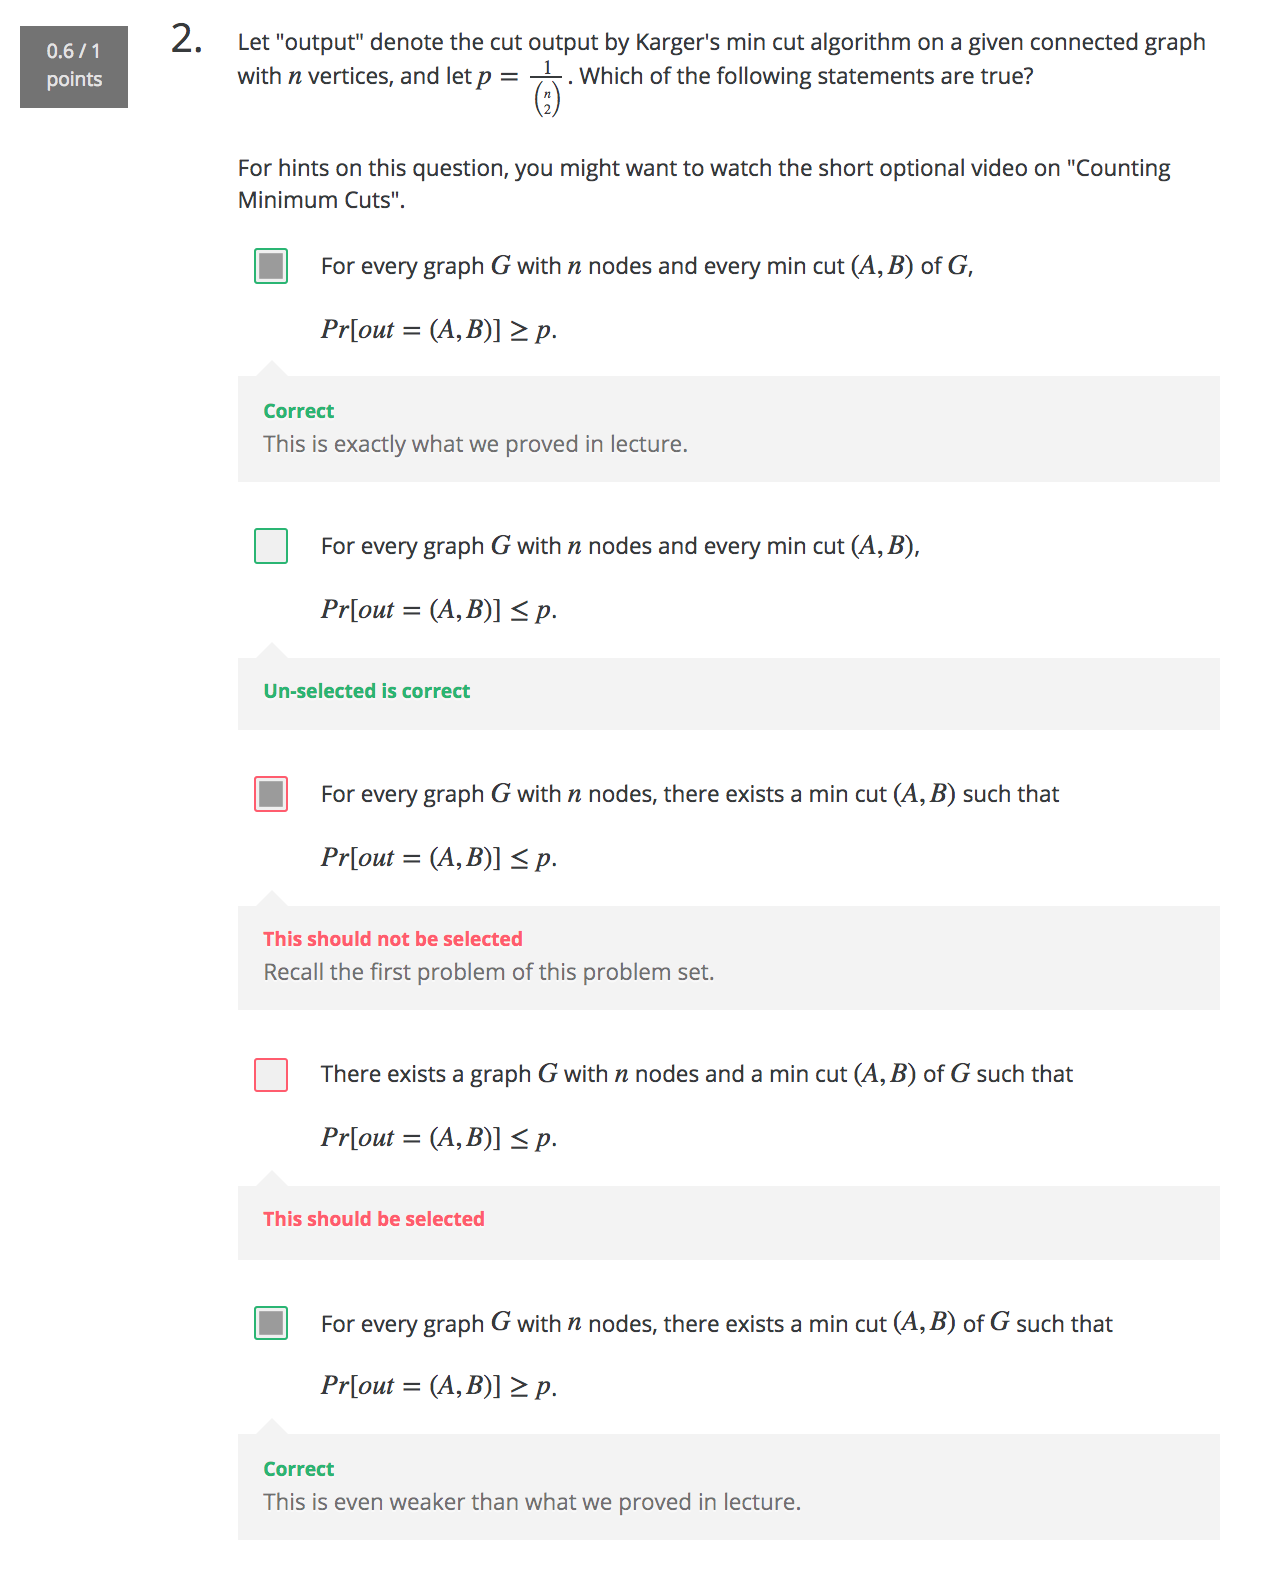 0.6 / 1
points
2.
Let "output" denote the cut output by Karger's min cut algorithm on a given connected graph
with n vertices, and let p = \frac{1}{\binom{n}{2}}. Which of the following statements are true?
For hints on this question, you might want to watch the short optional video on "Counting
Minimum Cuts".
For every graph G with n nodes and every min cut (A, B) of G,
Pr[out = (A, B)] ≥ p.
Correct
This is exactly what we proved in lecture.
For every graph G with n nodes and every min cut (A, B),
Pr[out = (A, B)] ≤ p.
Un-selected is correct
For every graph G with n nodes, there exists a min cut (A, B) such that
Pr[out = (A, B)] ≤ p.
This should not be selected
Recall the first problem of this problem set.
There exists a graph G with n nodes and a min cut (A, B) of G such that
Pr[out = (A, B)] ≤ p.
This should be selected
For every graph G with n nodes, there exists a min cut (A, B) of G such that
Pr[out = (A, B)] ≥ p.
Correct
This is even weaker than what we proved in lecture.